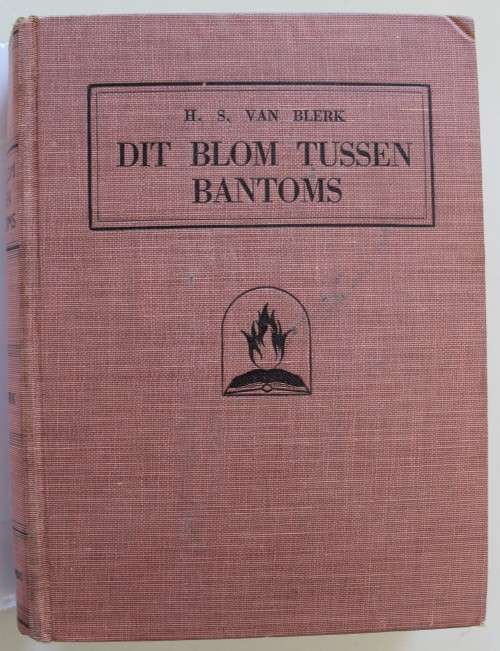 H. S. VAN BLERK
DIT BLOM TUSSEN
BANTOMS